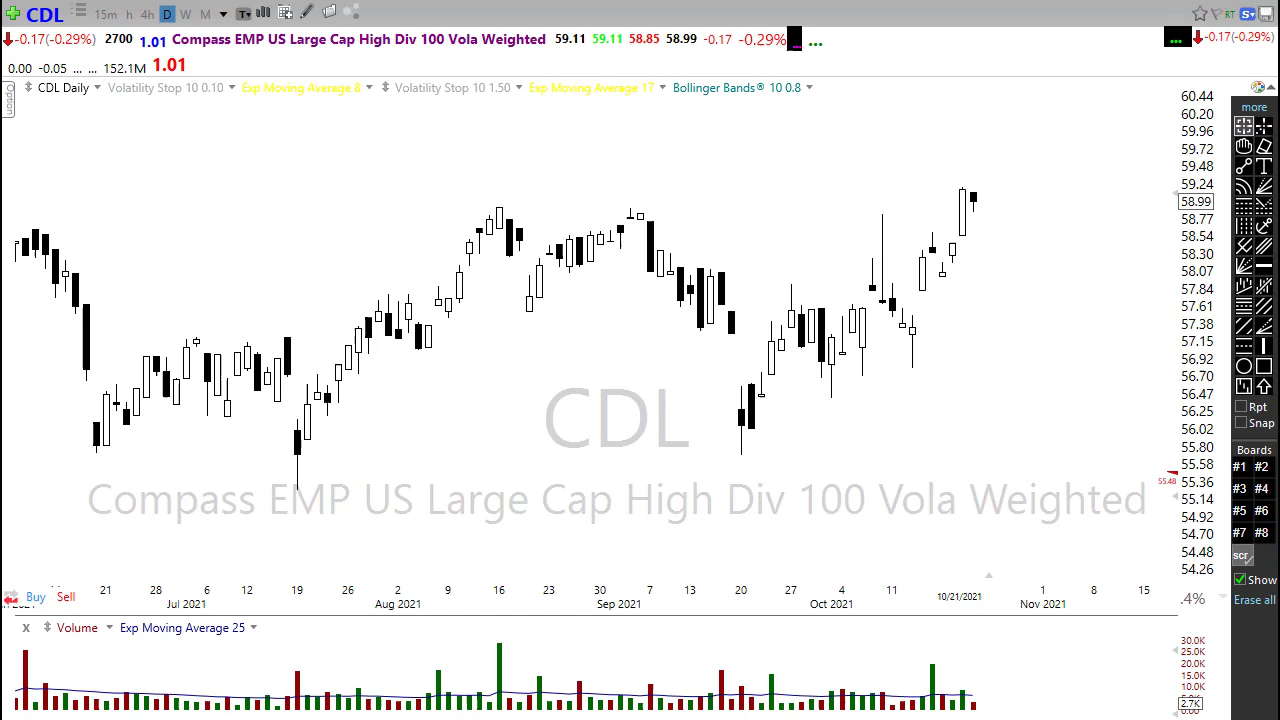 CDL 15m h 4h D W M T RT S
-0.17(-0.29%) 2700 1.01 Compass EMP US Large Cap High Div 100 Vola Weighted 59.11 59.11 58.85 58.99 -0.17 -0.29% ... ... ... -0.17(-0.29%)
0.00 -0.05 ... ... 152.1M 1.01
Option CDL Daily Volatility Stop 10 0.10 Exp Moving Average 8 Volatility Stop 10 1.50 Exp Moving Average 17 Bollinger Bands® 10 0.8
60.44
60.20
59.96
59.72
59.48
59.24
58.99
58.77
58.54
58.30
58.07
57.84
57.61
57.38
57.15
56.92
56.70
56.47
56.25
56.02
55.80
55.58
55.48
55.36
55.14
54.92
54.70
54.48
54.26
more
Rpt
Snap
Boards
#1 #2
#3 #4
#5 #6
#7 #8
scr
Show
Erase all
CDL
Compass EMP US Large Cap High Div 100 Vola Weighted
21 28 6 12 19 26 2 9 16 23 30 7 13 20 27 4 11 10/21/2021 1 8 15
Jul 2021 Aug 2021 Sep 2021 Oct 2021 Nov 2021
Buy Sell
.4%
X Volume Exp Moving Average 25
30.0K
25.0K
20.0K
15.0K
10.0K
2.7K